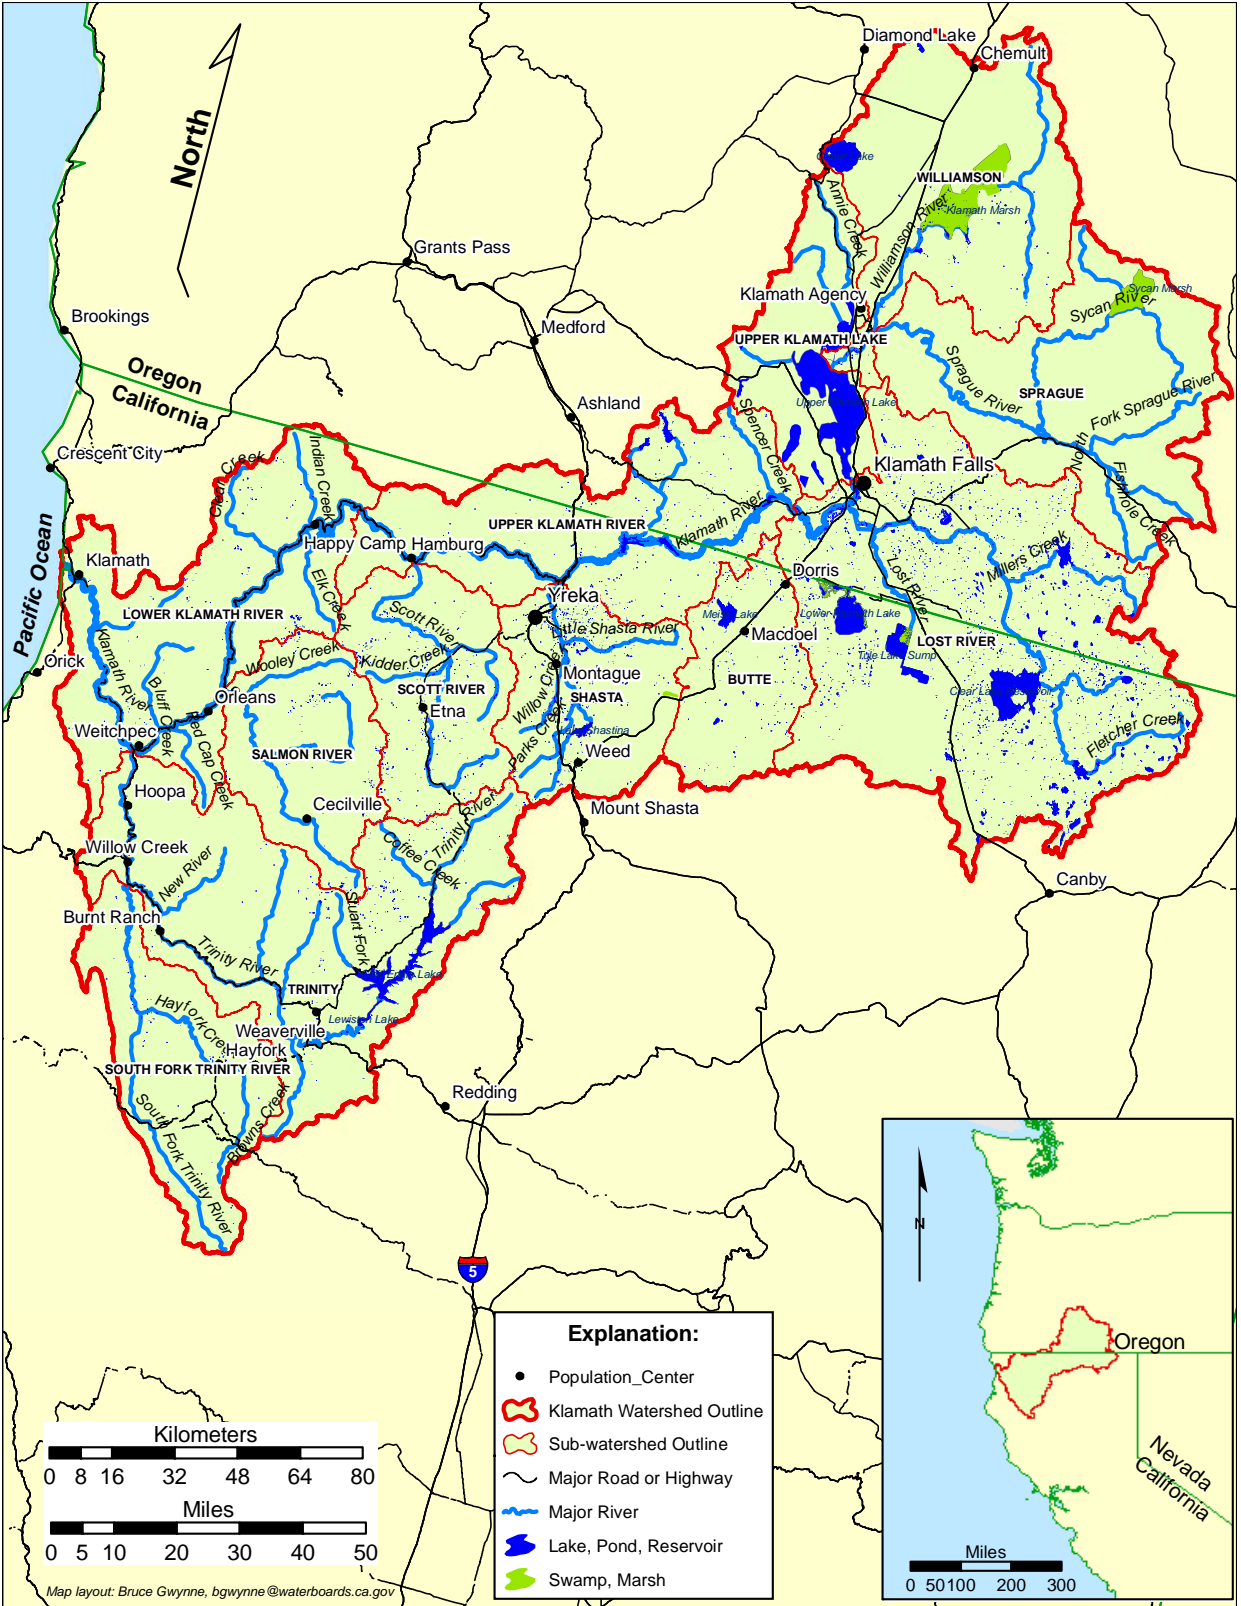 Diamond Lake
Chemult
North
Crater Lake
WILLIAMSON
Annie Creek
Williamson River
Klamath Marsh
Grants Pass
Klamath Agency
Sycan Marsh
Sycan River
Brookings
Medford
UPPER KLAMATH LAKE
Oregon
California
Sprague River
SPRAGUE
North Fork Sprague River
Ashland
Upper Klamath Lake
Spencer Creek
Crescent City
Clear Creek
Indian Creek
Klamath Falls
Fishhole Creek
UPPER KLAMATH RIVER
Klamath River
Happy Camp
Hamburg
Pacific Ocean
Klamath
Elk Creek
Dorris
Lost River
Millers Creek
Yreka
LOWER KLAMATH RIVER
Scott River
Little Shasta River
Meiss Lake
Lower Klamath Lake
Macdoel
LOST RIVER
Klamath River
Wooley Creek
Kidder Creek
Tule Lake Sump
Orick
Montague
Willow Creek
BUTTE
Bluff Creek
Orleans
SCOTT RIVER
SHASTA
Clear Lake Reservoir
Etna
Weitchpec
Red Cap Creek
Lake Shastina
Fletcher Creek
SALMON RIVER
Parks Creek
Weed
Hoopa
Cecilville
Mount Shasta
Trinity River
Willow Creek
Coffee Creek
New River
Canby
Burnt Ranch
Stuart Fork
Trinity River
TRINITY
Lewiston Lake
Hayfork Creek
Weaverville
Hayfork
SOUTH FORK TRINITY RIVER
Redding
South Fork Trinity River
Browns Creek
5
N
Oregon
Nevada
California
Miles
0 50 100 200 300
Explanation:
Population_Center
Klamath Watershed Outline
Sub-watershed Outline
Major Road or Highway
Major River
Lake, Pond, Reservoir
Swamp, Marsh
Kilometers
0 8 16 32 48 64 80
Miles
0 5 10 20 30 40 50
Map layout: Bruce Gwynne, bgwynne@waterboards.ca.gov